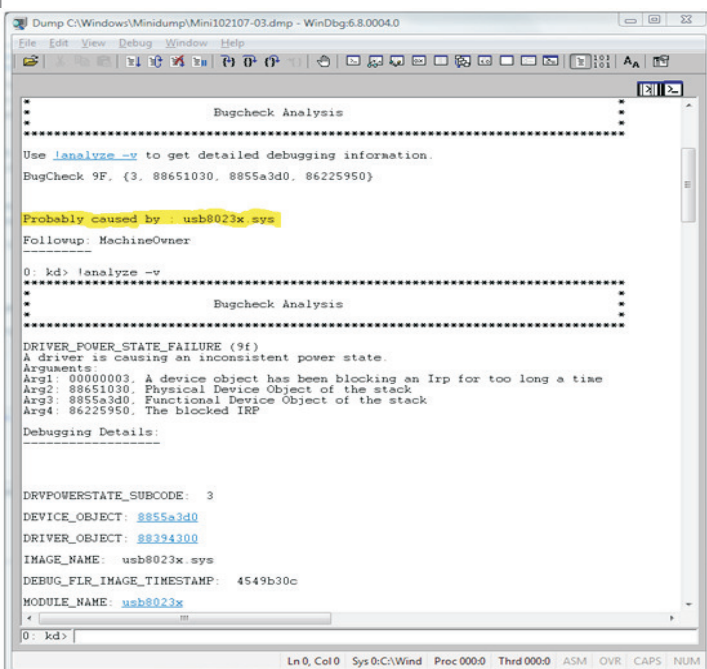 Dump C:\Windows\Minidump\Mini102107-03.dmp - WinDbg:6.8.0004.0
File Edit View Debug Window Help
*
* Bugcheck Analysis *
* *
*******************************************************************************
Use !analyze -v to get detailed debugging information.
BugCheck 9F, {3, 88651030, 8855a3d0, 86225950}
Probably caused by : usb8023x.sys
Followup: MachineOwner
---------
0: kd> !analyze -v
*******************************************************************************
* *
* Bugcheck Analysis *
* *
*******************************************************************************
DRIVER_POWER_STATE_FAILURE (9f)
A driver is causing an inconsistent power state.
Arguments:
Arg1: 00000003, A device object has been blocking an Irp for too long a time
Arg2: 88651030, Physical Device Object of the stack
Arg3: 8855a3d0, Functional Device Object of the stack
Arg4: 86225950, The blocked IRP
Debugging Details:
------------------
DRVPOWERSTATE_SUBCODE: 3
DEVICE_OBJECT: 8855a3d0
DRIVER_OBJECT: 88394300
IMAGE_NAME: usb8023x.sys
DEBUG_FLR_IMAGE_TIMESTAMP: 4549b30c
MODULE_NAME: usb8023x
0: kd>
Ln 0, Col 0 Sys 0:C:\Wind Proc 000:0 Thrd 000:0 ASM OVR CAPS NUM